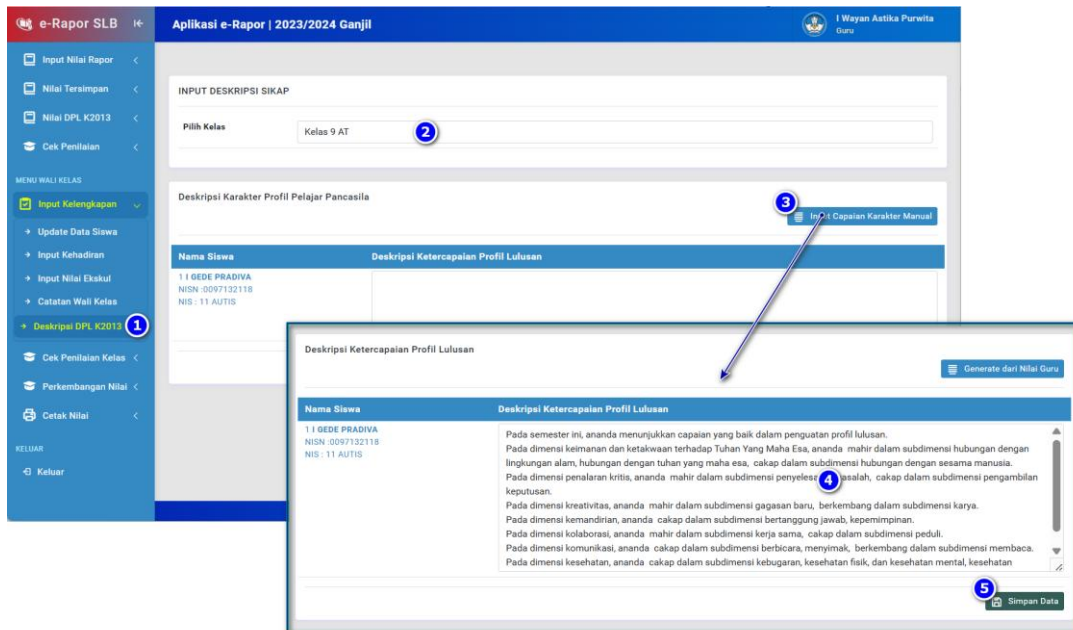 e-Rapor SLB
Aplikasi e-Rapor | 2023/2024 Ganjil
I Wayan Astika Purwita
Guru
Input Nilai Rapor
Nilai Tersimpan
Nilai DPL K2013
Cek Penilaian
MENU WALI KELAS
Input Kelengkapan
Update Data Siswa
Input Kehadiran
Input Nilai Ekskul
Catatan Wali Kelas
Deskripsi DPL K2013
1
Cek Penilaian Kelas
Perkembangan Nilai
Cetak Nilai
KELUAR
Keluar
INPUT DESKRIPSI SIKAP
Pilih Kelas
Kelas 9 AT
2
Deskripsi Karakter Profil Pelajar Pancasila
3
Input Capaian Karakter Manual
Nama Siswa
Deskripsi Ketercapaian Profil Lulusan
1 I GEDE PRADIVA
NISN :0097132118
NIS : 11 AUTIS
Deskripsi Ketercapaian Profil Lulusan
Generate dari Nilai Guru
Nama Siswa
Deskripsi Ketercapaian Profil Lulusan
1 I GEDE PRADIVA
NISN :0097132118
NIS : 11 AUTIS
Pada semester ini, ananda menunjukkan capaian yang baik dalam penguatan profil lulusan.
Pada dimensi keimanan dan ketakwaan terhadap Tuhan Yang Maha Esa, ananda mahir dalam subdimensi hubungan dengan
lingkungan alam, hubungan dengan tuhan yang maha esa, cakap dalam subdimensi hubungan dengan sesama manusia.
Pada dimensi penalaran kritis, ananda mahir dalam subdimensi penyelesaian masalah, cakap dalam subdimensi pengambilan
keputusan.
4
Pada dimensi kreativitas, ananda mahir dalam subdimensi gagasan baru, berkembang dalam subdimensi karya.
Pada dimensi kemandirian, ananda cakap dalam subdimensi bertanggung jawab, kepemimpinan.
Pada dimensi kolaborasi, ananda mahir dalam subdimensi kerja sama, cakap dalam subdimensi peduli.
Pada dimensi komunikasi, ananda cakap dalam subdimensi berbicara, menyimak, berkembang dalam subdimensi membaca.
Pada dimensi kesehatan, ananda cakap dalam subdimensi kebugaran, kesehatan fisik, dan kesehatan mental, kesehatan
5
Simpan Data